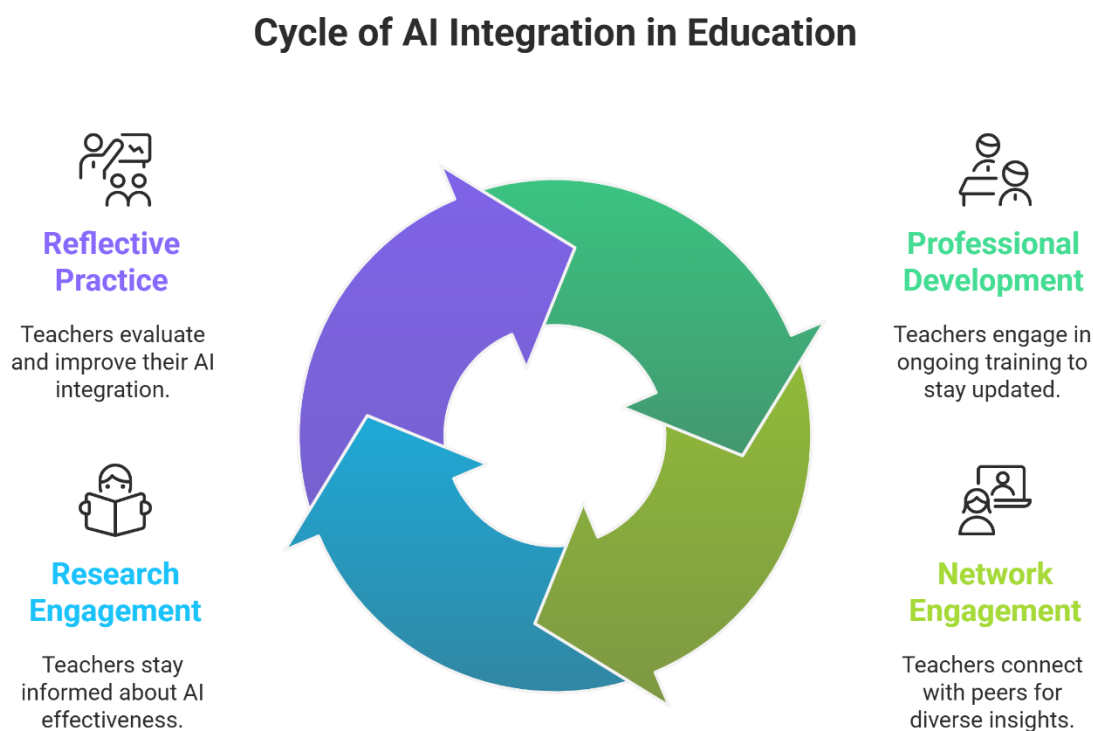 Cycle of AI Integration in Education
Reflective
Practice
Teachers evaluate
and improve their AI
integration.
Professional
Development
Teachers engage in
ongoing training to
stay updated.
Research
Engagement
Teachers stay
informed about AI
effectiveness.
Network
Engagement
Teachers connect
with peers for
diverse insights.